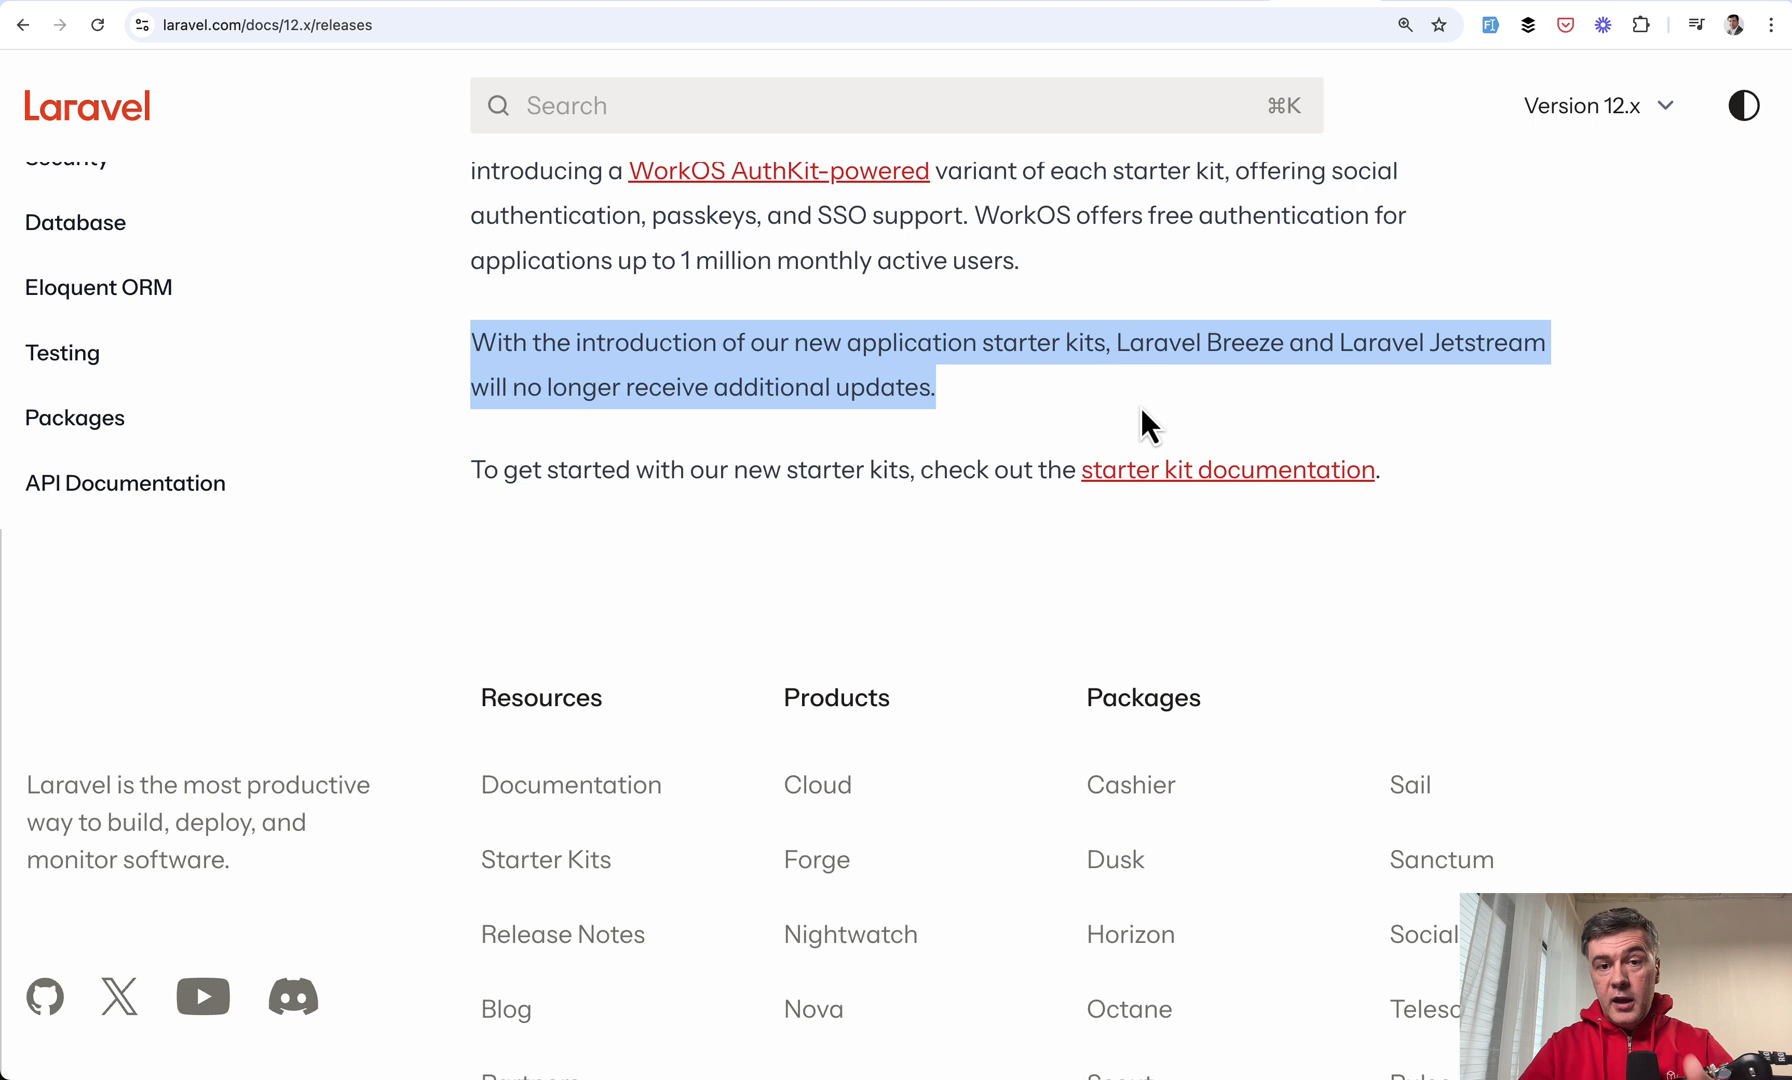 laravel.com/docs/12.x/releases
Laravel
Search
⌘K
Version 12.x
Security
Database
Eloquent ORM
Testing
Packages
API Documentation
introducing a WorkOS AuthKit-powered variant of each starter kit, offering social
authentication, passkeys, and SSO support. WorkOS offers free authentication for
applications up to 1 million monthly active users.
With the introduction of our new application starter kits, Laravel Breeze and Laravel Jetstream
will no longer receive additional updates.
To get started with our new starter kits, check out the starter kit documentation.
Laravel is the most productive
way to build, deploy, and
monitor software.
Resources
Documentation
Starter Kits
Release Notes
Blog
Partners
Products
Cloud
Forge
Nightwatch
Nova
Packages
Cashier
Dusk
Horizon
Octane
Scout
Sail
Sanctum
Social
Telesc